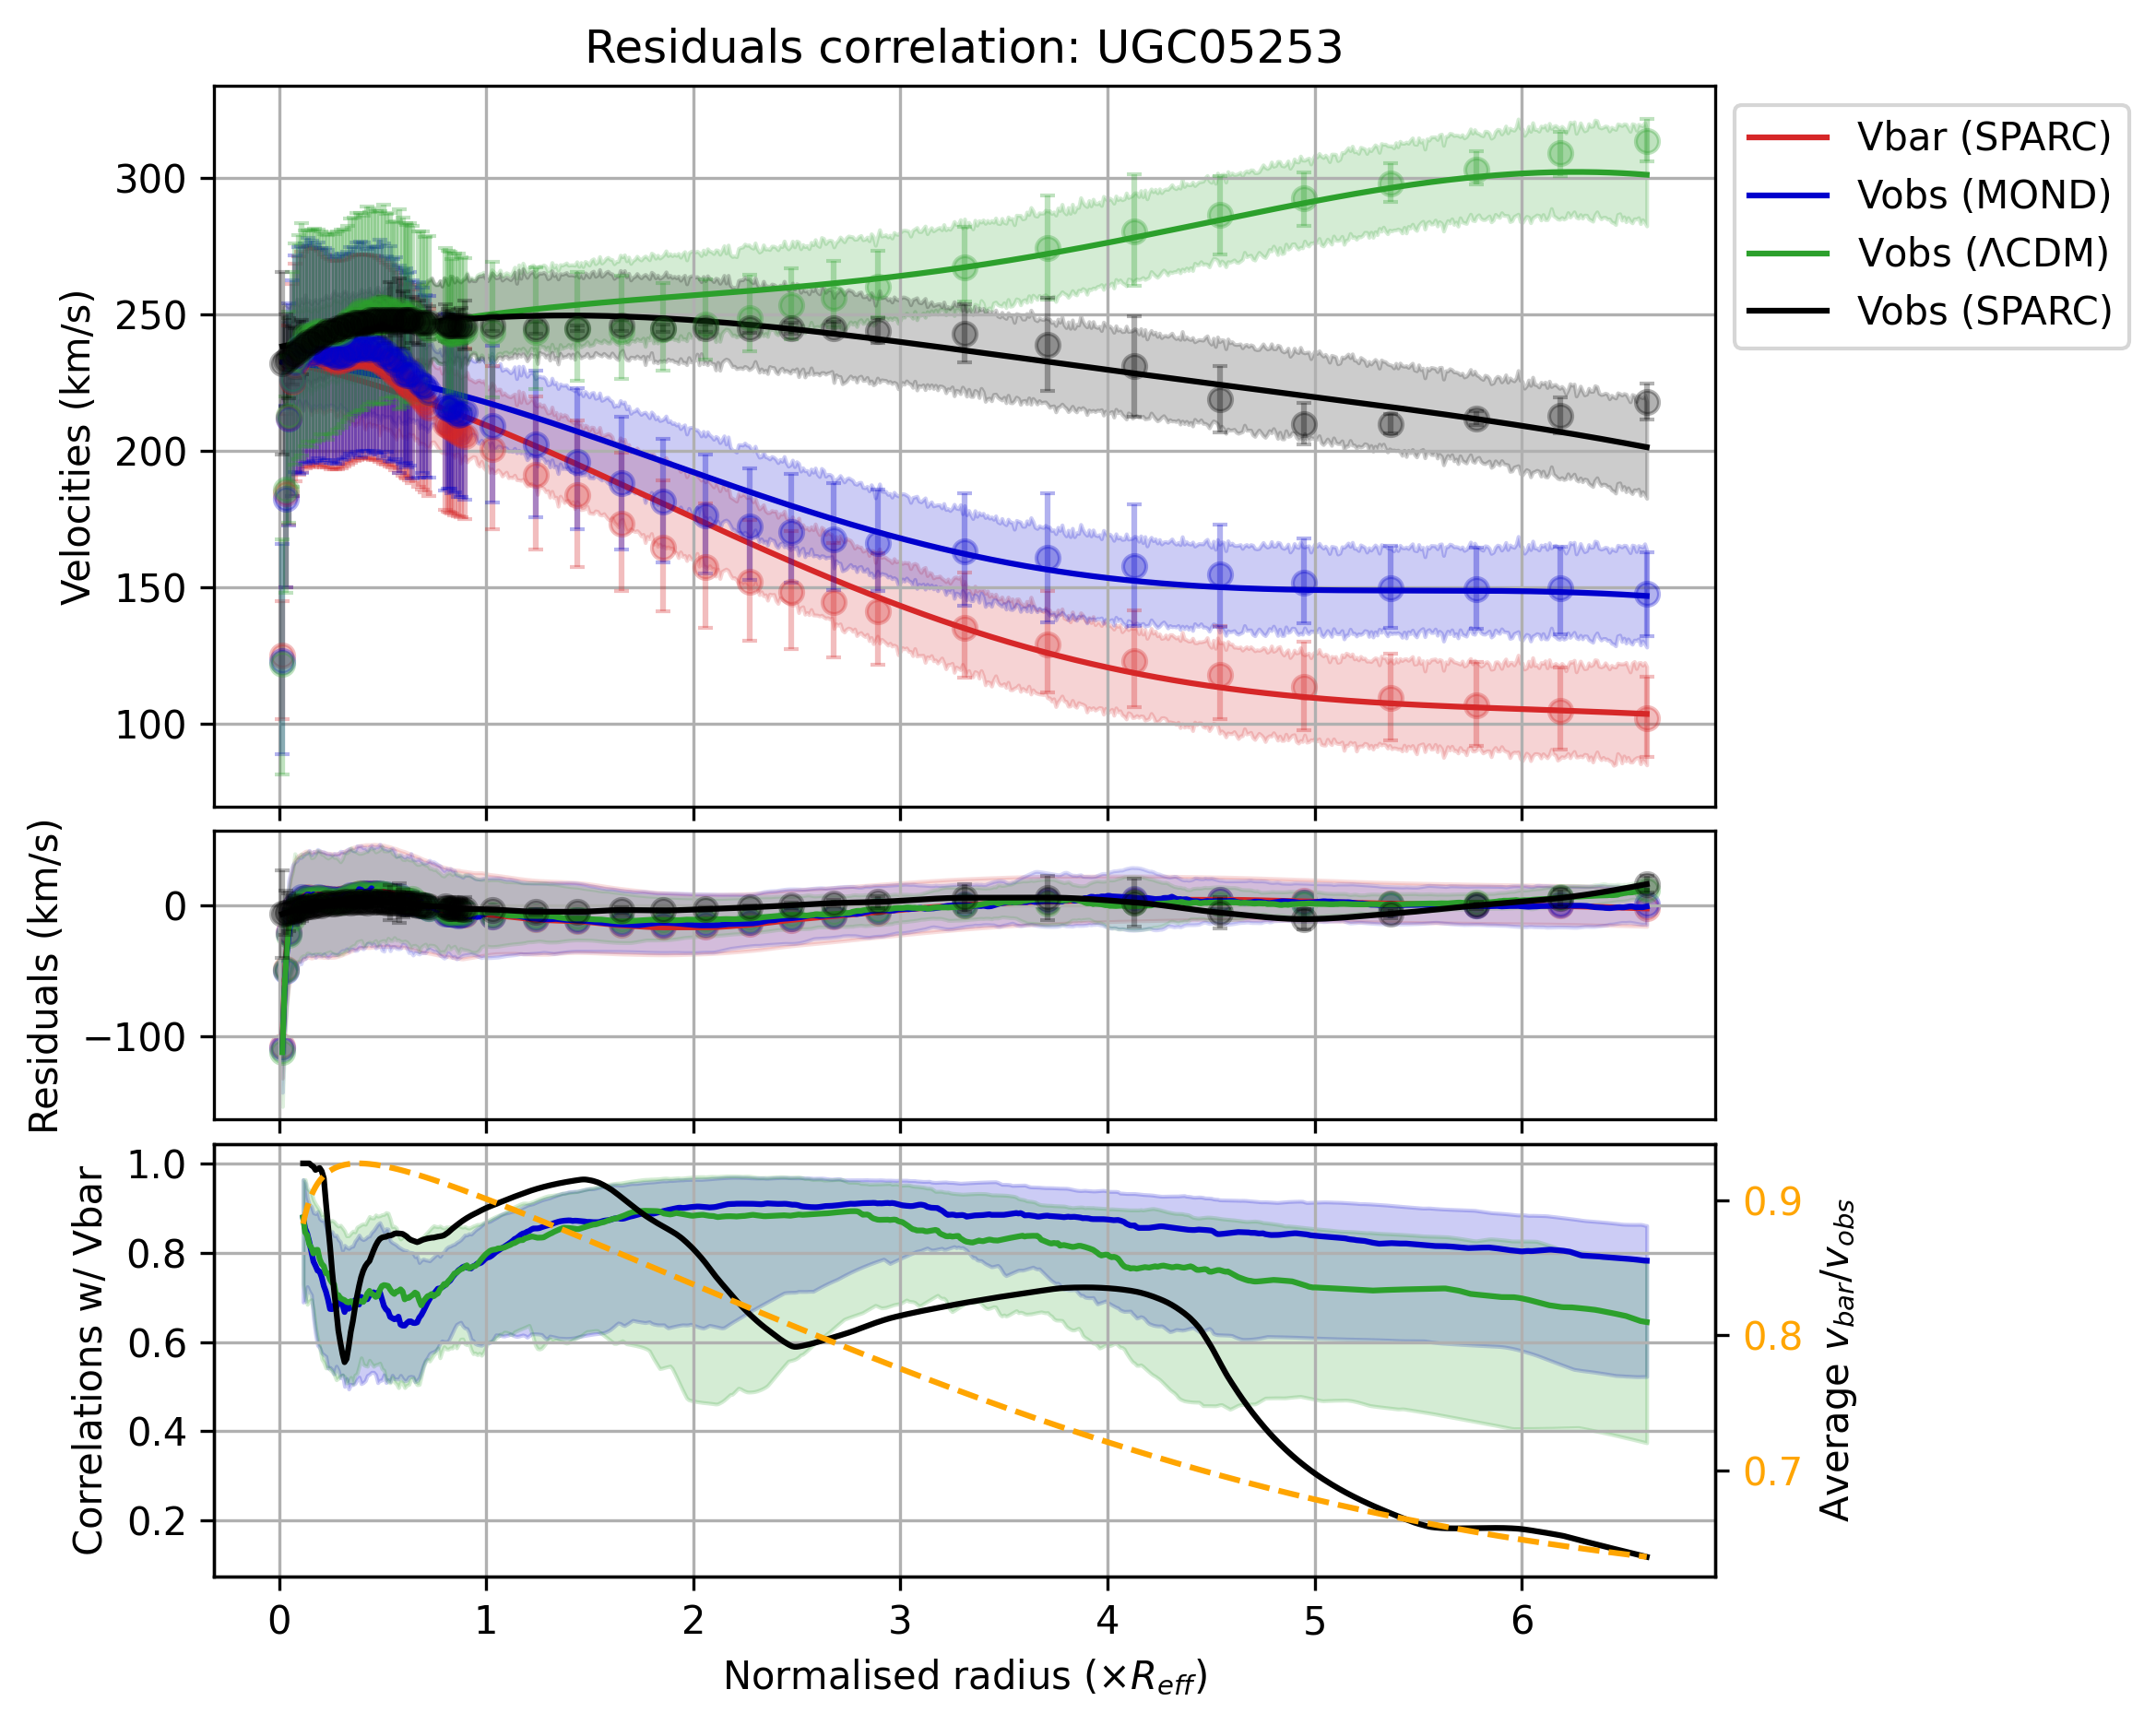 Residuals correlation: UGC05253
Velocities (km/s)
300
250
200
150
100
Vbar (SPARC)
Vobs (MOND)
Vobs (ΛCDM)
Vobs (SPARC)
Residuals (km/s)
0
−100
Correlations w/ Vbar
1.0
0.8
0.6
0.4
0.2
0.9
0.8
0.7
Average v_bar/v_obs
0 1 2 3 4 5 6
Normalised radius (×R_eff)